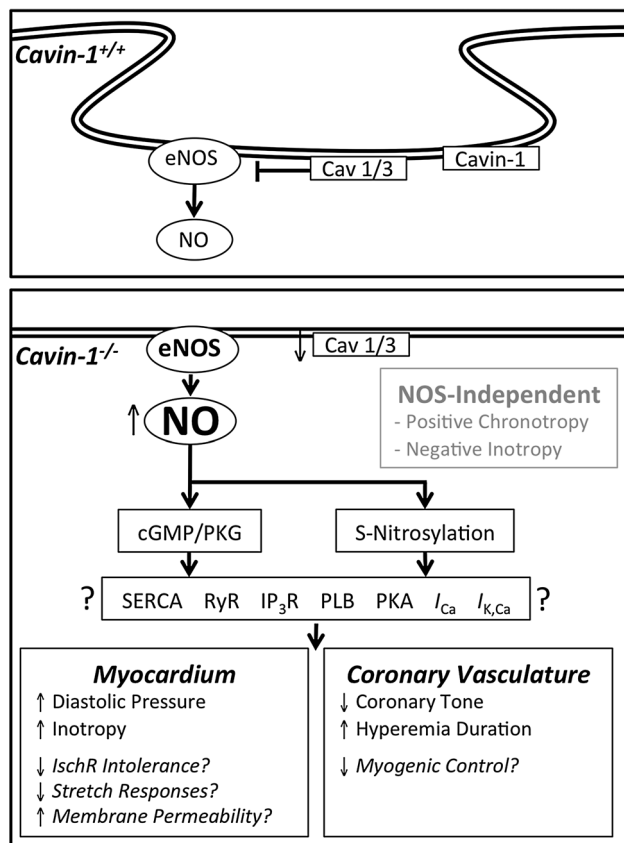 Cavin-1+/+
eNOS
Cav 1/3
Cavin-1
NO
Cavin-1-/-
eNOS
↓ Cav 1/3
NOS-Independent
- Positive Chronotropy
- Negative Inotropy
↑ NO
cGMP/PKG
S-Nitrosylation
? SERCA RyR IP3R PLB PKA ICa IK,Ca ?
Myocardium
↑ Diastolic Pressure
↑ Inotropy
↓ IschR Intolerance?
↓ Stretch Responses?
↑ Membrane Permeability?
Coronary Vasculature
↓ Coronary Tone
↑ Hyperemia Duration
↓ Myogenic Control?